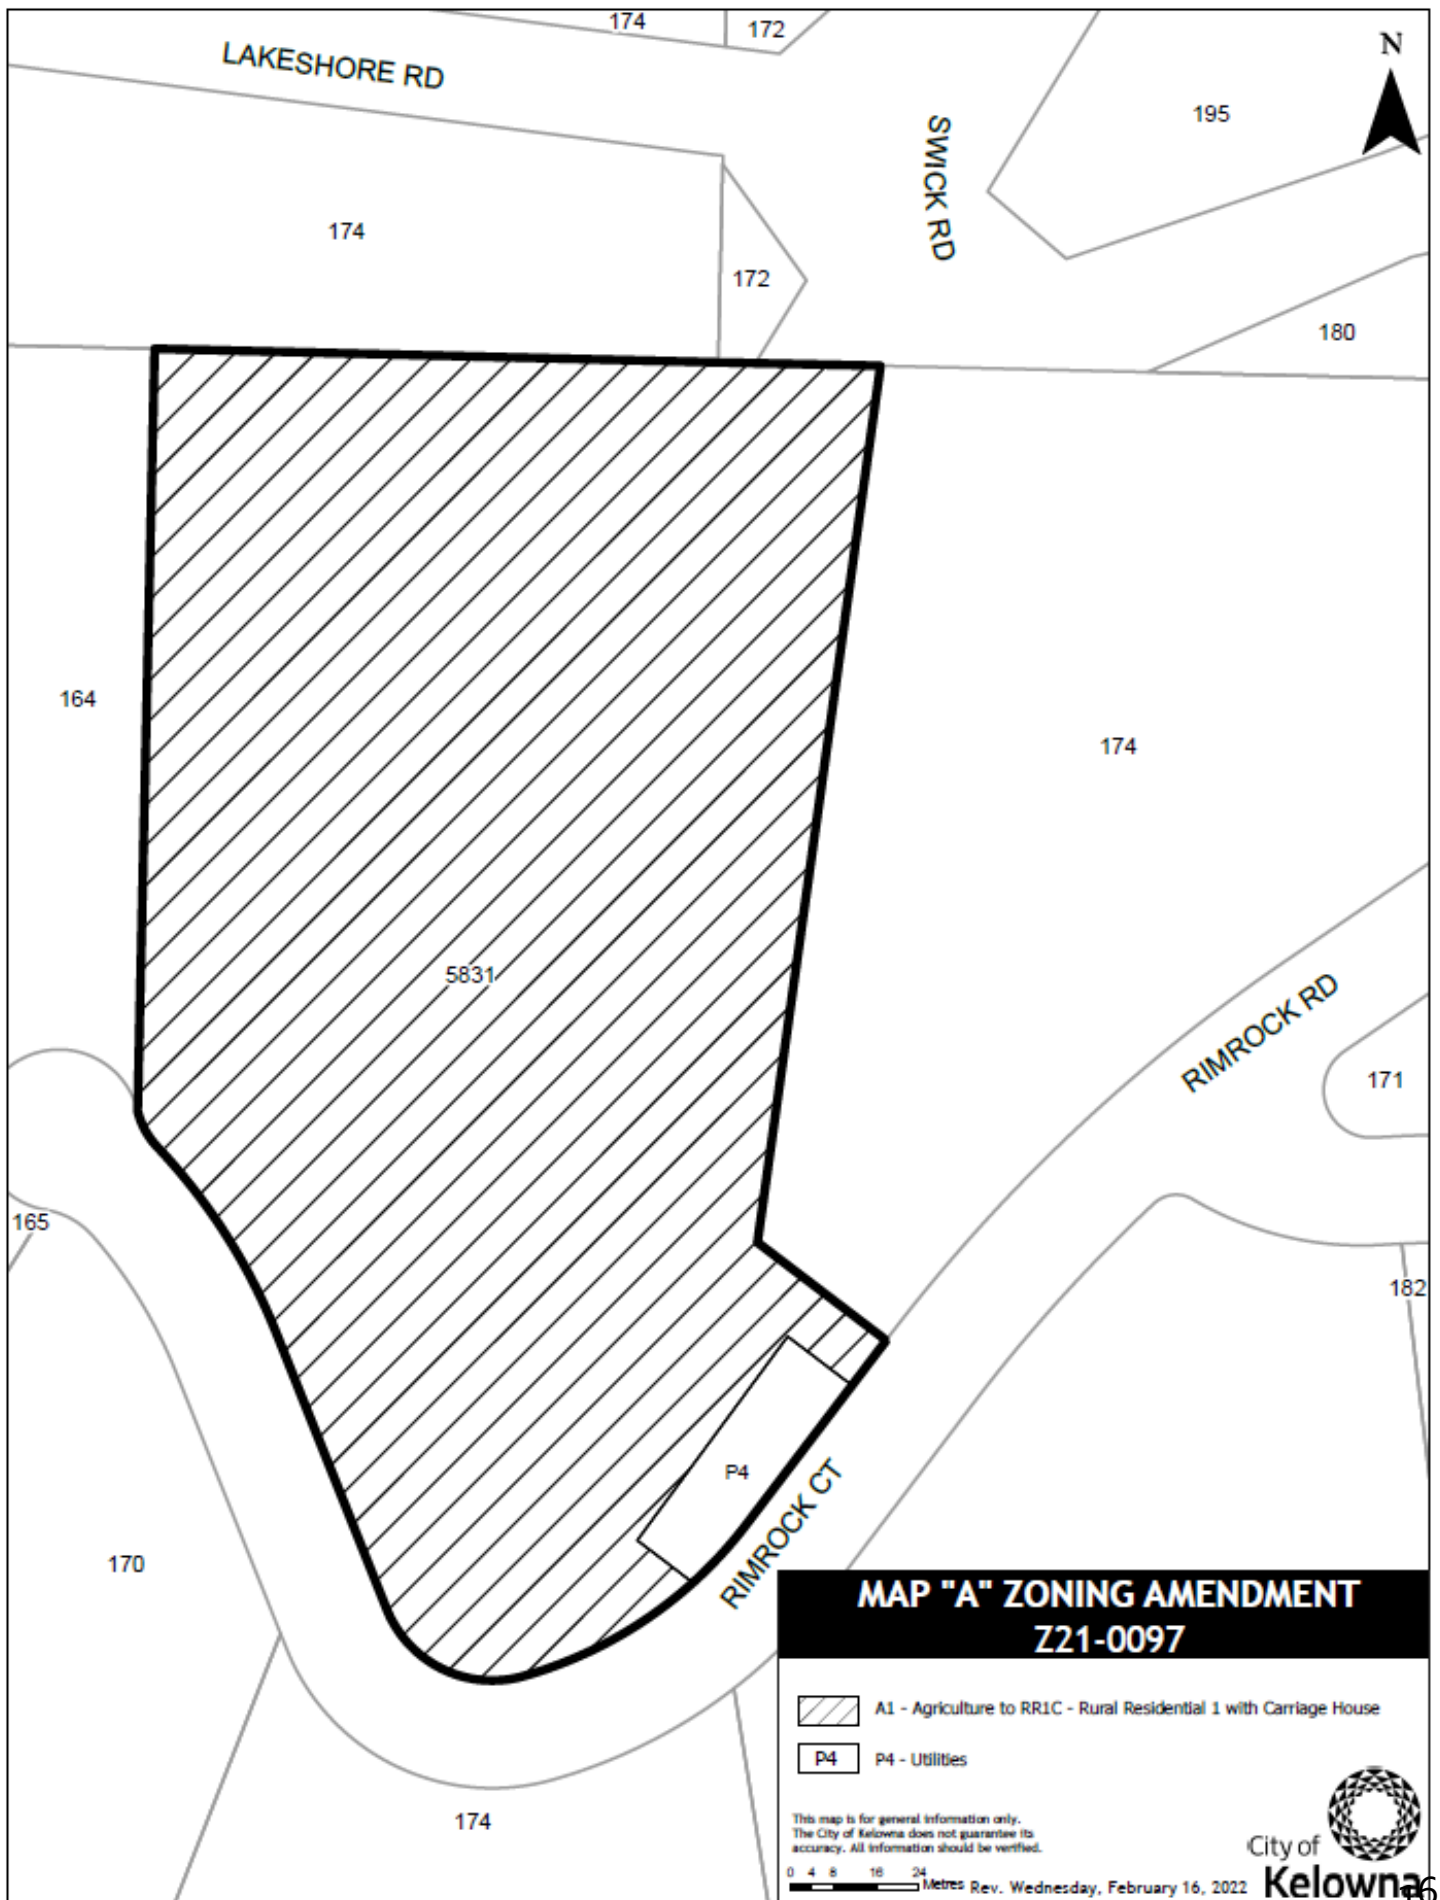 174
172
LAKESHORE RD
N
195
SWICK RD
174
172
180
164
174
5831
RIMROCK RD
171
165
182
P4
RIMROCK CT
170
174
MAP "A" ZONING AMENDMENT
Z21-0097
A1 - Agriculture to RR1C - Rural Residential 1 with Carriage House
P4
P4 - Utilities
This map is for general information only.
The City of Kelowna does not guarantee its
accuracy. All information should be verified.
0 4 8 16 24
Metres
Rev. Wednesday, February 16, 2022
City of
Kelowna
16